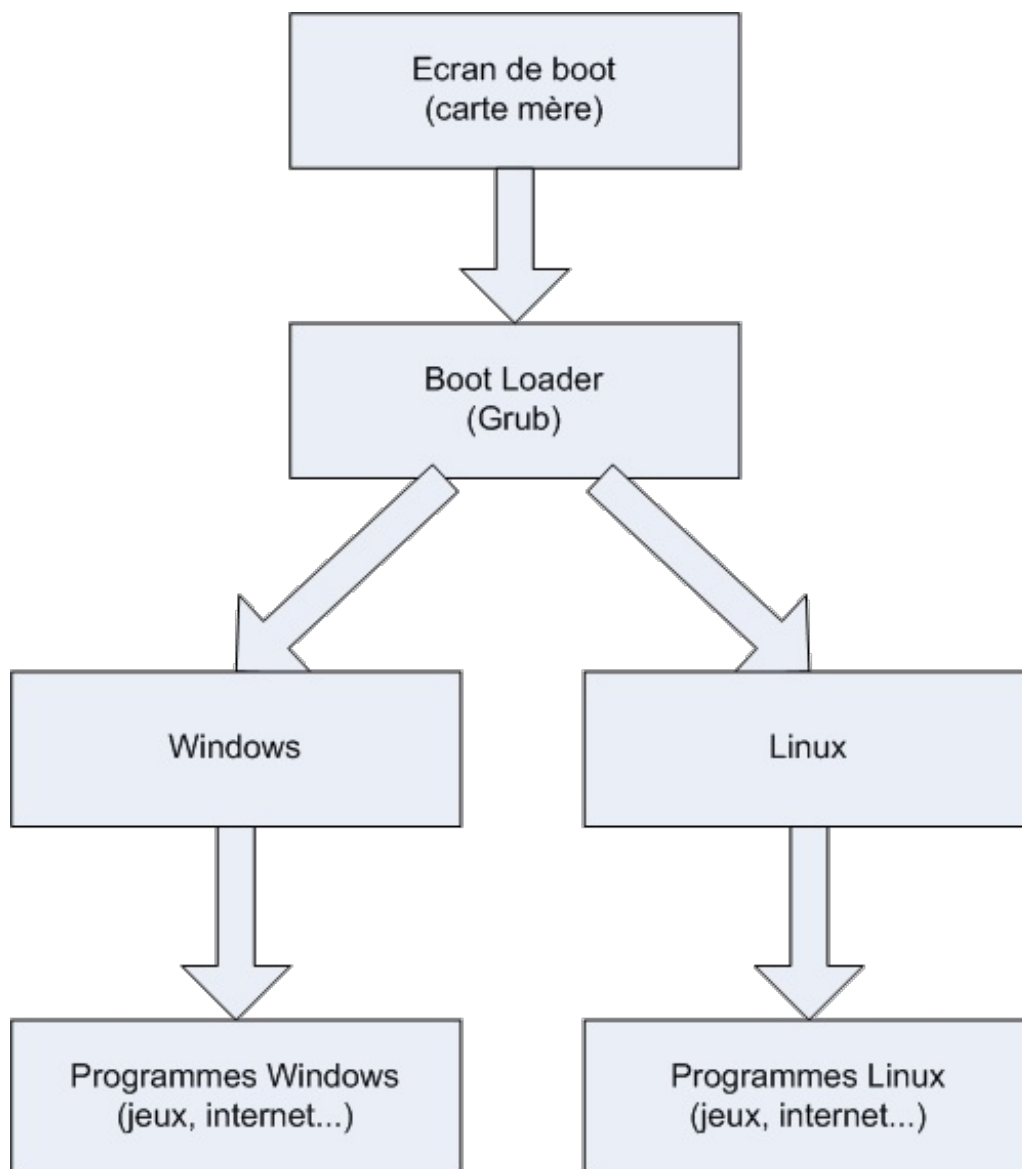 Ecran de boot
(carte mère)
Boot Loader
(Grub)
Windows
Linux
Programmes Windows
(jeux, internet...)
Programmes Linux
(jeux, internet...)